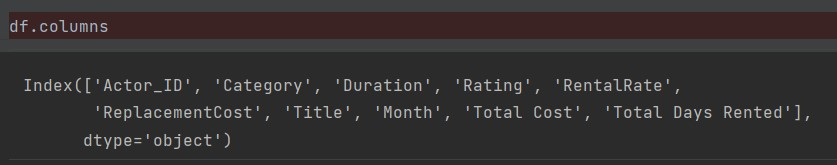 df.columns
Index(['Actor_ID', 'Category', 'Duration', 'Rating', 'RentalRate',
'ReplacementCost', 'Title', 'Month', 'Total Cost', 'Total Days Rented'],
dtype='object')